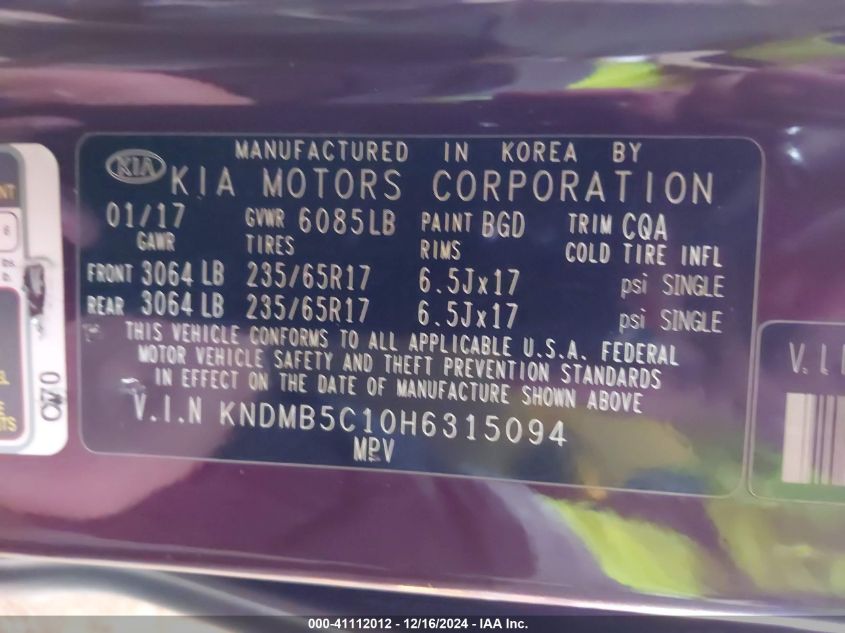 MANUFACTURED IN KOREA BY
KIA KIA MOTORS CORPORATION
01/17 GVWR 6085LB PAINT BGD TRIM CQA
GAWR TIRES RIMS COLD TIRE INFL
FRONT 3064 LB 235/65R17 6.5Jx17 psi SINGLE
REAR 3064 LB 235/65R17 6.5Jx17 psi SINGLE
THIS VEHICLE CONFORMS TO ALL APPLICABLE U.S.A. FEDERAL
MOTOR VEHICLE SAFETY AND THEFT PREVENTION STANDARDS
IN EFFECT ON THE DATE OF MANUFACTURE SHOWN ABOVE
V.I.N KNDMB5C10H6315094
MPV
000-41112012 - 12/16/2024 - IAA Inc.